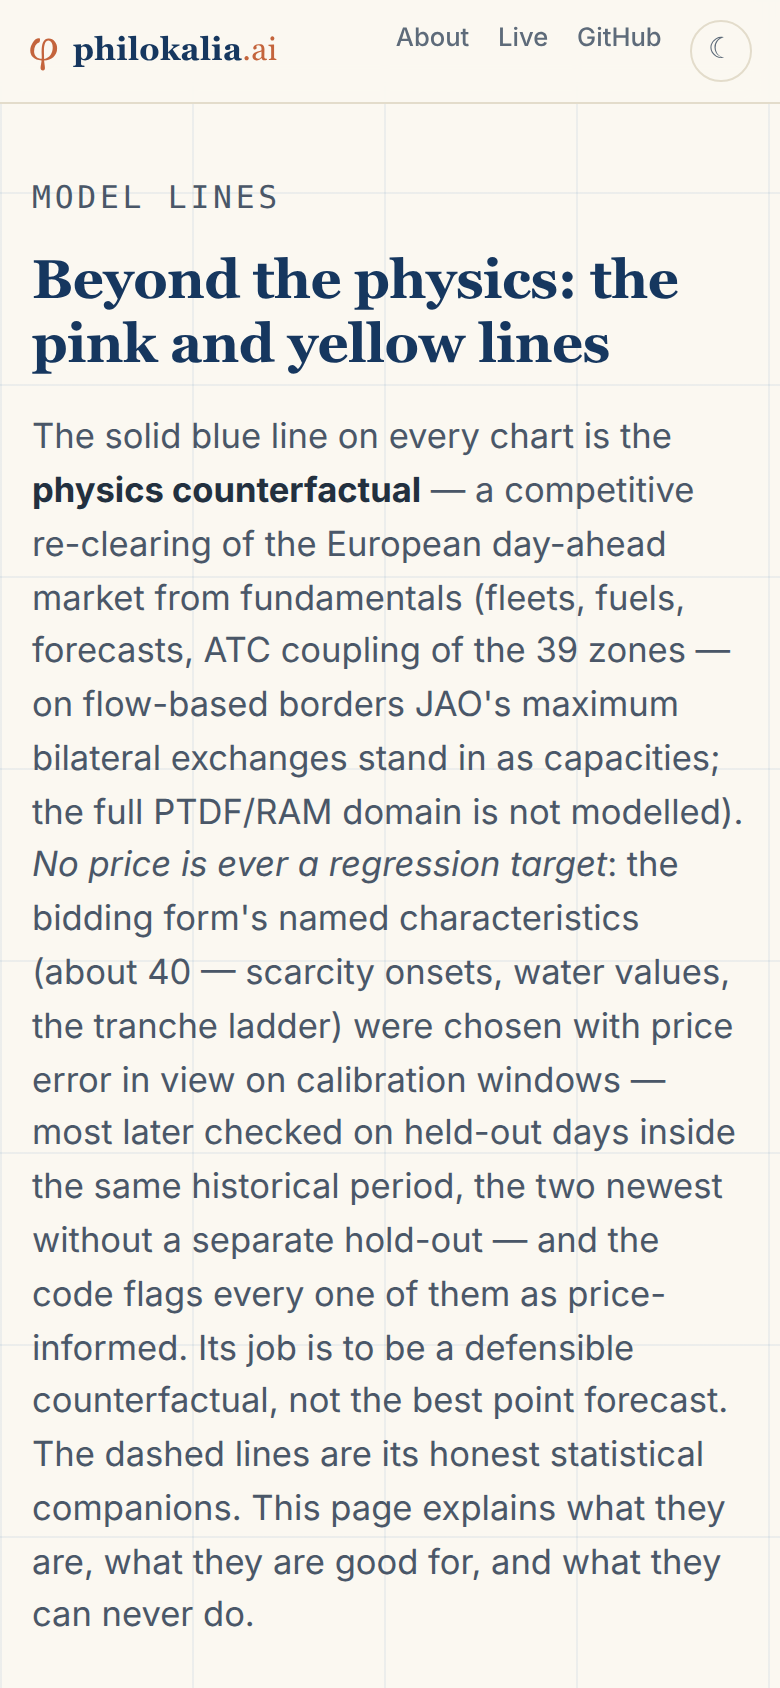 φ philokalia.ai About Live GitHub ☾
MODEL LINES
Beyond the physics: the
pink and yellow lines
The solid blue line on every chart is the
physics counterfactual — a competitive
re-clearing of the European day-ahead
market from fundamentals (fleets, fuels,
forecasts, ATC coupling of the 39 zones —
on flow-based borders JAO's maximum
bilateral exchanges stand in as capacities;
the full PTDF/RAM domain is not modelled).
No price is ever a regression target: the
bidding form's named characteristics
(about 40 — scarcity onsets, water values,
the tranche ladder) were chosen with price
error in view on calibration windows —
most later checked on held-out days inside
the same historical period, the two newest
without a separate hold-out — and the
code flags every one of them as price-
informed. Its job is to be a defensible
counterfactual, not the best point forecast.
The dashed lines are its honest statistical
companions. This page explains what they
are, what they are good for, and what they
can never do.